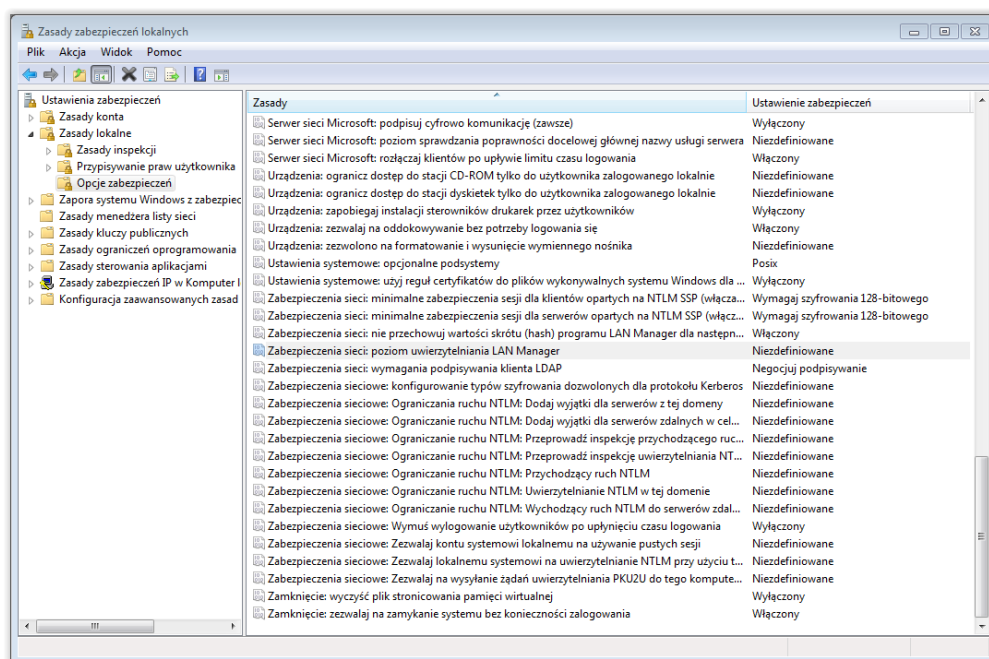 Zasady zabezpieczeń lokalnych
Plik Akcja Widok Pomoc
Ustawienia zabezpieczeń
Zasady konta
Zasady lokalne
Zasady inspekcji
Przypisywanie praw użytkownika
Opcje zabezpieczeń
Zapora systemu Windows z zabezpiec
Zasady menedżera listy sieci
Zasady kluczy publicznych
Zasady ograniczeń oprogramowania
Zasady sterowania aplikacjami
Zasady zabezpieczeń IP w Komputer l
Konfiguracja zaawansowanych zasad
Zasady Ustawienie zabezpieczeń
Serwer sieci Microsoft: podpisuj cyfrowo komunikację (zawsze) Wyłączony
Serwer sieci Microsoft: poziom sprawdzania poprawności docelowej głównej nazwy usługi serwera Niezdefiniowane
Serwer sieci Microsoft: rozłączaj klientów po upływie limitu czasu logowania Włączony
Urządzenia: ogranicz dostęp do stacji CD-ROM tylko do użytkownika zalogowanego lokalnie Niezdefiniowane
Urządzenia: ogranicz dostęp do stacji dyskietek tylko do użytkownika zalogowanego lokalnie Niezdefiniowane
Urządzenia: zapobiegaj instalacji sterowników drukarek przez użytkowników Wyłączony
Urządzenia: zezwalaj na oddokowywanie bez potrzeby logowania się Włączony
Urządzenia: zezwolono na formatowanie i wysunięcie wymiennego nośnika Niezdefiniowane
Ustawienia systemowe: opcjonalne podsystemy Posix
Ustawienia systemowe: użyj reguł certyfikatów do plików wykonywalnych systemu Windows dla ... Wyłączony
Zabezpieczenia sieci: minimalne zabezpieczenia sesji dla klientów opartych na NTLM SSP (włącza... Wymagaj szyfrowania 128-bitowego
Zabezpieczenia sieci: minimalne zabezpieczenia sesji dla serwerów opartych na NTLM SSP (włącz... Wymagaj szyfrowania 128-bitowego
Zabezpieczenia sieci: nie przechowuj wartości skrótu (hash) programu LAN Manager dla następn... Włączony
Zabezpieczenia sieci: poziom uwierzytelniania LAN Manager Niezdefiniowane
Zabezpieczenia sieci: wymagania podpisywania klienta LDAP Negocjuj podpisywanie
Zabezpieczenia sieciowe: konfigurowanie typów szyfrowania dozwolonych dla protokołu Kerberos Niezdefiniowane
Zabezpieczenia sieciowe: Ograniczania ruchu NTLM: Dodaj wyjątki dla serwerów z tej domeny Niezdefiniowane
Zabezpieczenia sieciowe: Ograniczanie ruchu NTLM: Dodaj wyjątki dla serwerów zdalnych w cel... Niezdefiniowane
Zabezpieczenia sieciowe: Ograniczanie ruchu NTLM: Przeprowadź inspekcję przychodzącego ruc... Niezdefiniowane
Zabezpieczenia sieciowe: Ograniczanie ruchu NTLM: Przeprowadź inspekcję uwierzytelniania NT... Niezdefiniowane
Zabezpieczenia sieciowe: Ograniczanie ruchu NTLM: Przychodzący ruch NTLM Niezdefiniowane
Zabezpieczenia sieciowe: Ograniczanie ruchu NTLM: Uwierzytelnianie NTLM w tej domenie Niezdefiniowane
Zabezpieczenia sieciowe: Ograniczanie ruchu NTLM: Wychodzący ruch NTLM do serwerów zdal... Niezdefiniowane
Zabezpieczenia sieciowe: Wymuś wylogowanie użytkowników po upłynięciu czasu logowania Wyłączony
Zabezpieczenia sieciowe: Zezwalaj kontu systemowi lokalnemu na używanie pustych sesji Niezdefiniowane
Zabezpieczenia sieciowe: Zezwalaj lokalnemu systemowi na uwierzytelnianie NTLM przy użyciu t... Niezdefiniowane
Zabezpieczenia sieciowe: Zezwalaj na wysyłanie żądań uwierzytelniania PKU2U do tego kompute... Niezdefiniowane
Zamknięcie: wyczyść plik stronicowania pamięci wirtualnej Wyłączony
Zamknięcie: zezwalaj na zamykanie systemu bez konieczności zalogowania Włączony